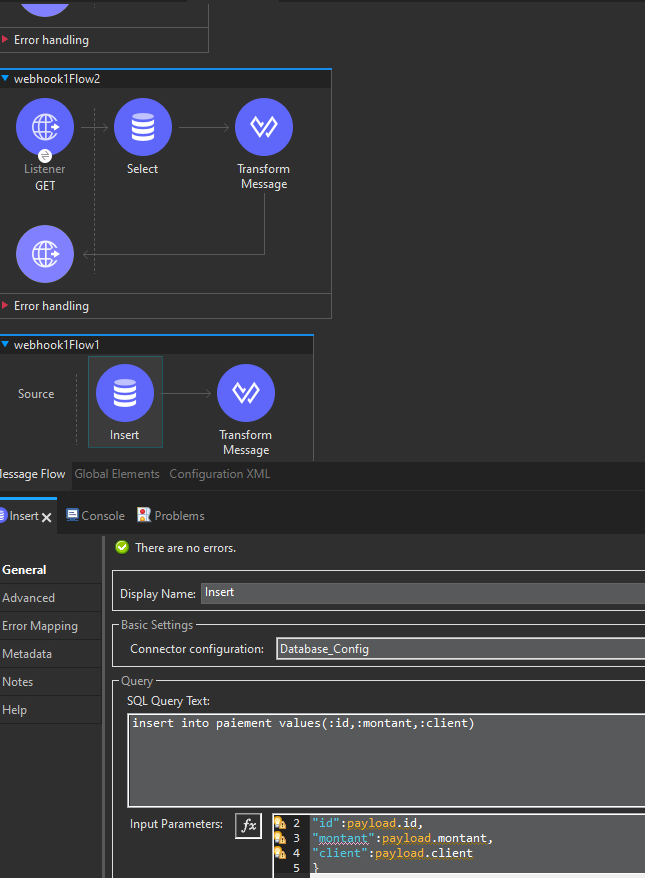 Error handling
webhook1Flow2
Listener
GET
Select
Transform
Message
Error handling
webhook1Flow1
Source
Insert
Transform
Message
Message Flow Global Elements Configuration XML
Insert Console Problems
There are no errors.
General
Advanced
Error Mapping
Metadata
Notes
Help
Display Name: Insert
Basic Settings
Connector configuration: Database_Config
Query
SQL Query Text:
insert into paiement values(:id,:montant,:client)
Input Parameters: fx
2 "id":payload.id,
3 "montant":payload.montant,
4 "client":payload.client
5 }